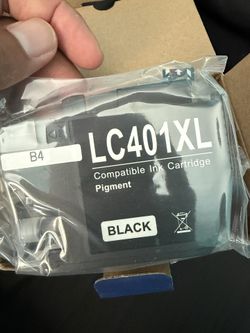 B4
LC401XL
Compatible Ink Cartridge
Pigment
BLACK